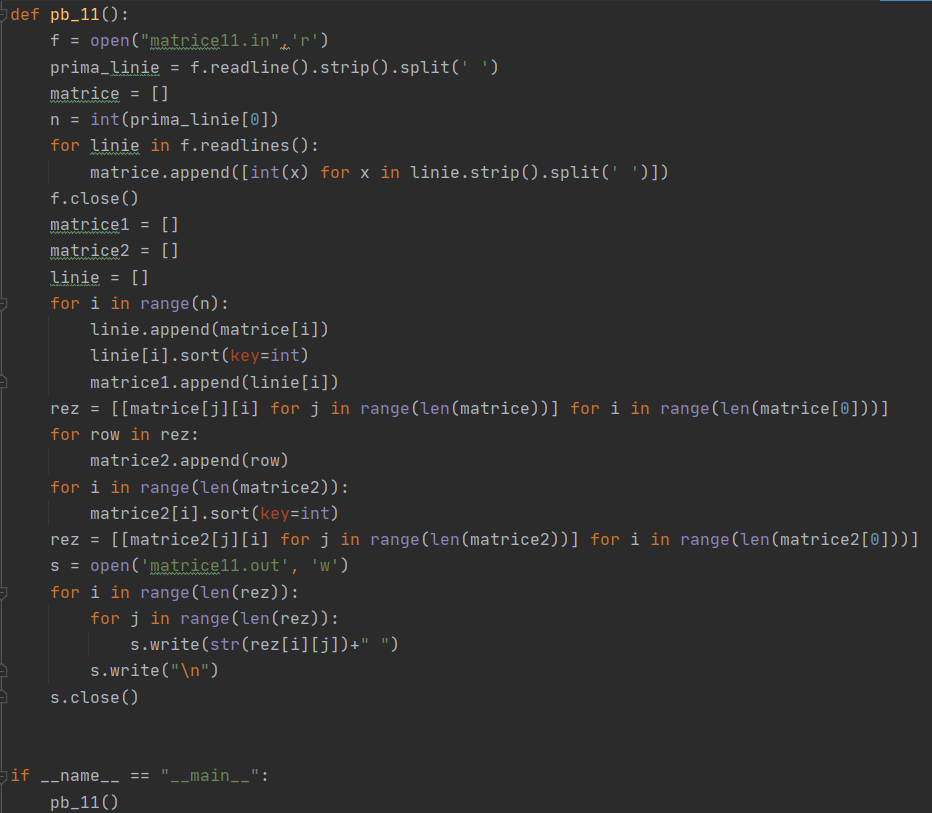 def pb_11():
    f = open("matrice11.in",'r')
    prima_linie = f.readline().strip().split(' ')
    matrice = []
    n = int(prima_linie[0])
    for linie in f.readlines():
        matrice.append([int(x) for x in linie.strip().split(' ')])
    f.close()
    matrice1 = []
    matrice2 = []
    linie = []
    for i in range(n):
        linie.append(matrice[i])
        linie[i].sort(key=int)
        matrice1.append(linie[i])
    rez = [[matrice[j][i] for j in range(len(matrice))] for i in range(len(matrice[0]))]
    for row in rez:
        matrice2.append(row)
    for i in range(len(matrice2)):
        matrice2[i].sort(key=int)
    rez = [[matrice2[j][i] for j in range(len(matrice2))] for i in range(len(matrice2[0]))]
    s = open('matrice11.out', 'w')
    for i in range(len(rez)):
        for j in range(len(rez)):
            s.write(str(rez[i][j])+" ")
        s.write("\n")
    s.close()
if __name__ == "__main__":
    pb_11()